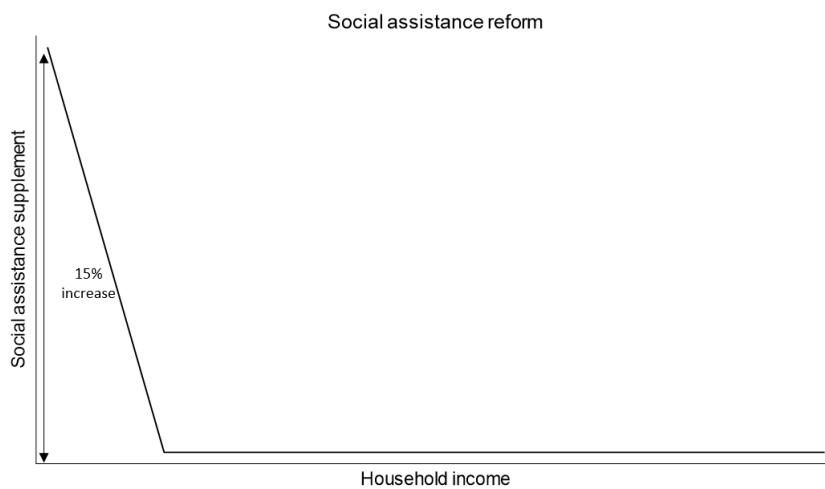 Social assistance reform
Social assistance supplement
15%
increase
Household income